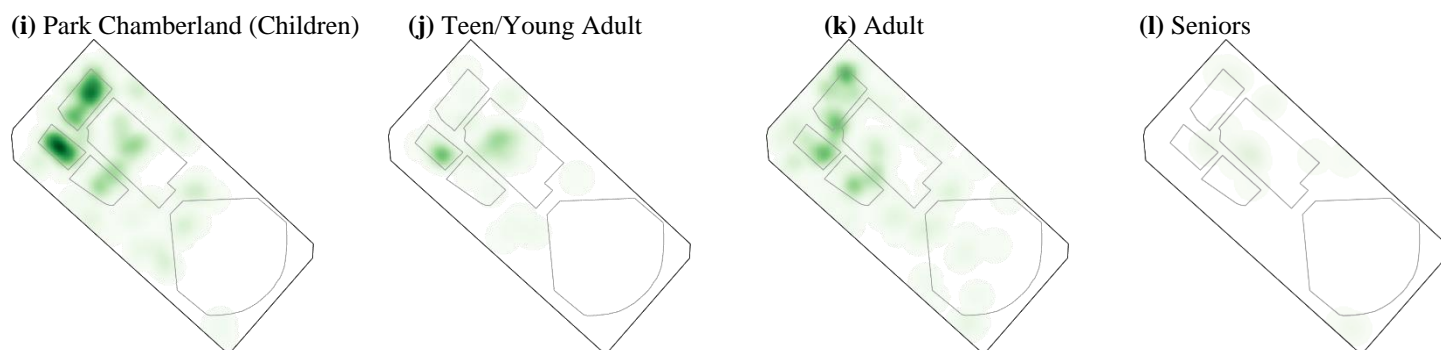 (i) Park Chamberland (Children) (j) Teen/Young Adult (k) Adult (l) Seniors